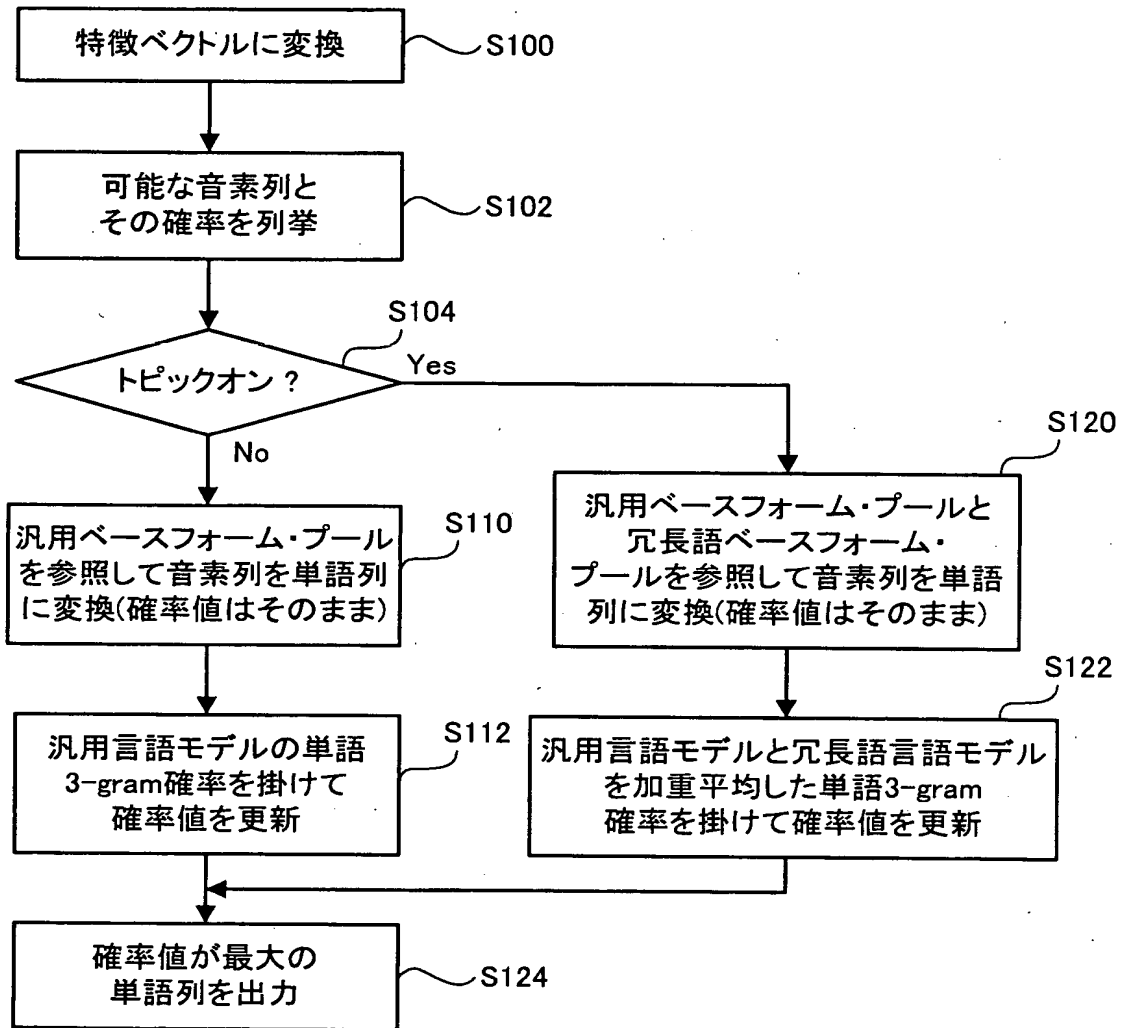 特徴ベクトルに変換
S100
可能な音素列と
その確率を列挙
S102
S104
トピックオン?
Yes
No
汎用ベースフォーム・プール
を参照して音素列を単語列
に変換(確率値はそのまま)
S110
S120
汎用ベースフォーム・プールと
冗長語ベースフォーム・
プールを参照して音素列を単語
列に変換(確率値はそのまま)
汎用言語モデルの単語
3-gram確率を掛けて
確率値を更新
S112
S122
汎用言語モデルと冗長語言語モデル
を加重平均した単語3-gram
確率を掛けて確率値を更新
確率値が最大の
単語列を出力
S124